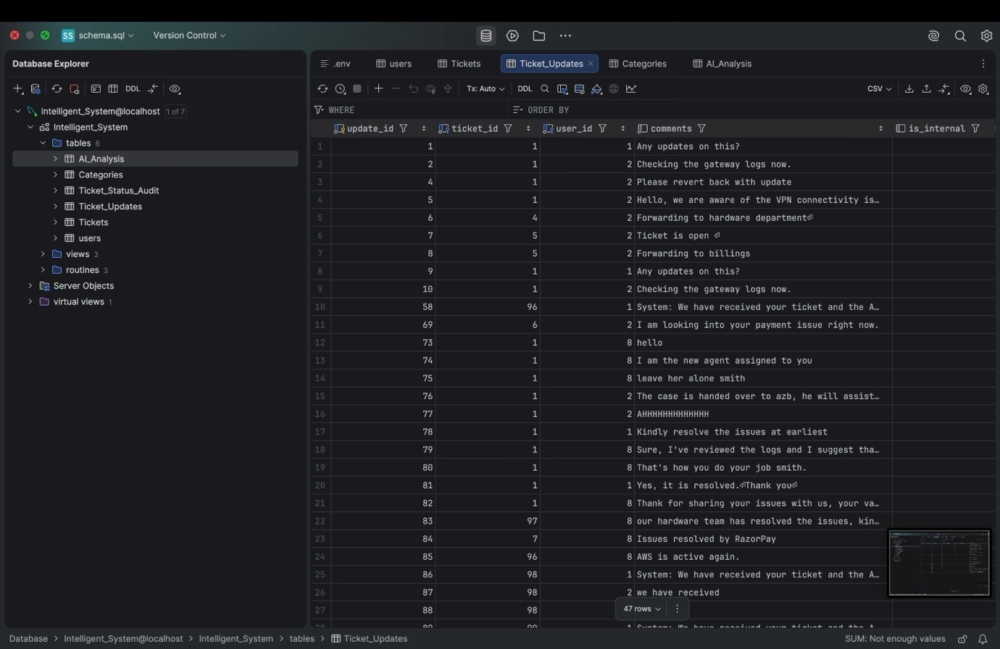 SS schema.sql Version Control
Database Explorer
.env users Tickets Ticket_Updates Categories AI_Analysis
DDL
Tx: Auto DDL CSV
Intelligent_System@localhost 1 of 7
Intelligent_System
tables 6
AI_Analysis
Categories
Ticket_Status_Audit
Ticket_Updates
Tickets
users
views 3
routines 3
Server Objects
virtual views 1
WHERE ORDER BY
update_id ticket_id user_id comments is_internal
1 1 1 1 Any updates on this?
2 2 1 2 Checking the gateway logs now.
3 4 1 2 Please revert back with update
4 5 1 2 Hello, we are aware of the VPN connectivity is…
5 6 4 2 Forwarding to hardware department⏎
6 7 5 2 Ticket is open ⏎
7 8 5 2 Forwarding to billings
8 9 1 1 Any updates on this?
9 10 1 2 Checking the gateway logs now.
10 58 96 1 System: We have received your ticket and the A…
11 69 6 2 I am looking into your payment issue right now.
12 73 1 8 hello
13 74 1 8 I am the new agent assigned to you
14 75 1 8 leave her alone smith
15 76 1 2 The case is handed over to azb, he will assist…
16 77 1 2 AHHHHHHHHHHHHH
17 78 1 1 Kindly resolve the issues at earliest
18 79 1 8 Sure, I've reviewed the logs and I suggest tha…
19 80 1 8 That's how you do your job smith.
20 81 1 1 Yes, it is resolved.⏎Thank you⏎
21 82 1 8 Thank for sharing your issues with us, your va…
22 83 97 8 our hardware team has resolved the issues, kin…
23 84 7 8 Issues resolved by RazorPay
24 85 96 8 AWS is active again.
25 86 98 1 System: We have received your ticket and the A…
26 87 98 2 we have received
27 88 98
47 rows
Database Intelligent_System@localhost Intelligent_System tables Ticket_Updates SUM: Not enough values